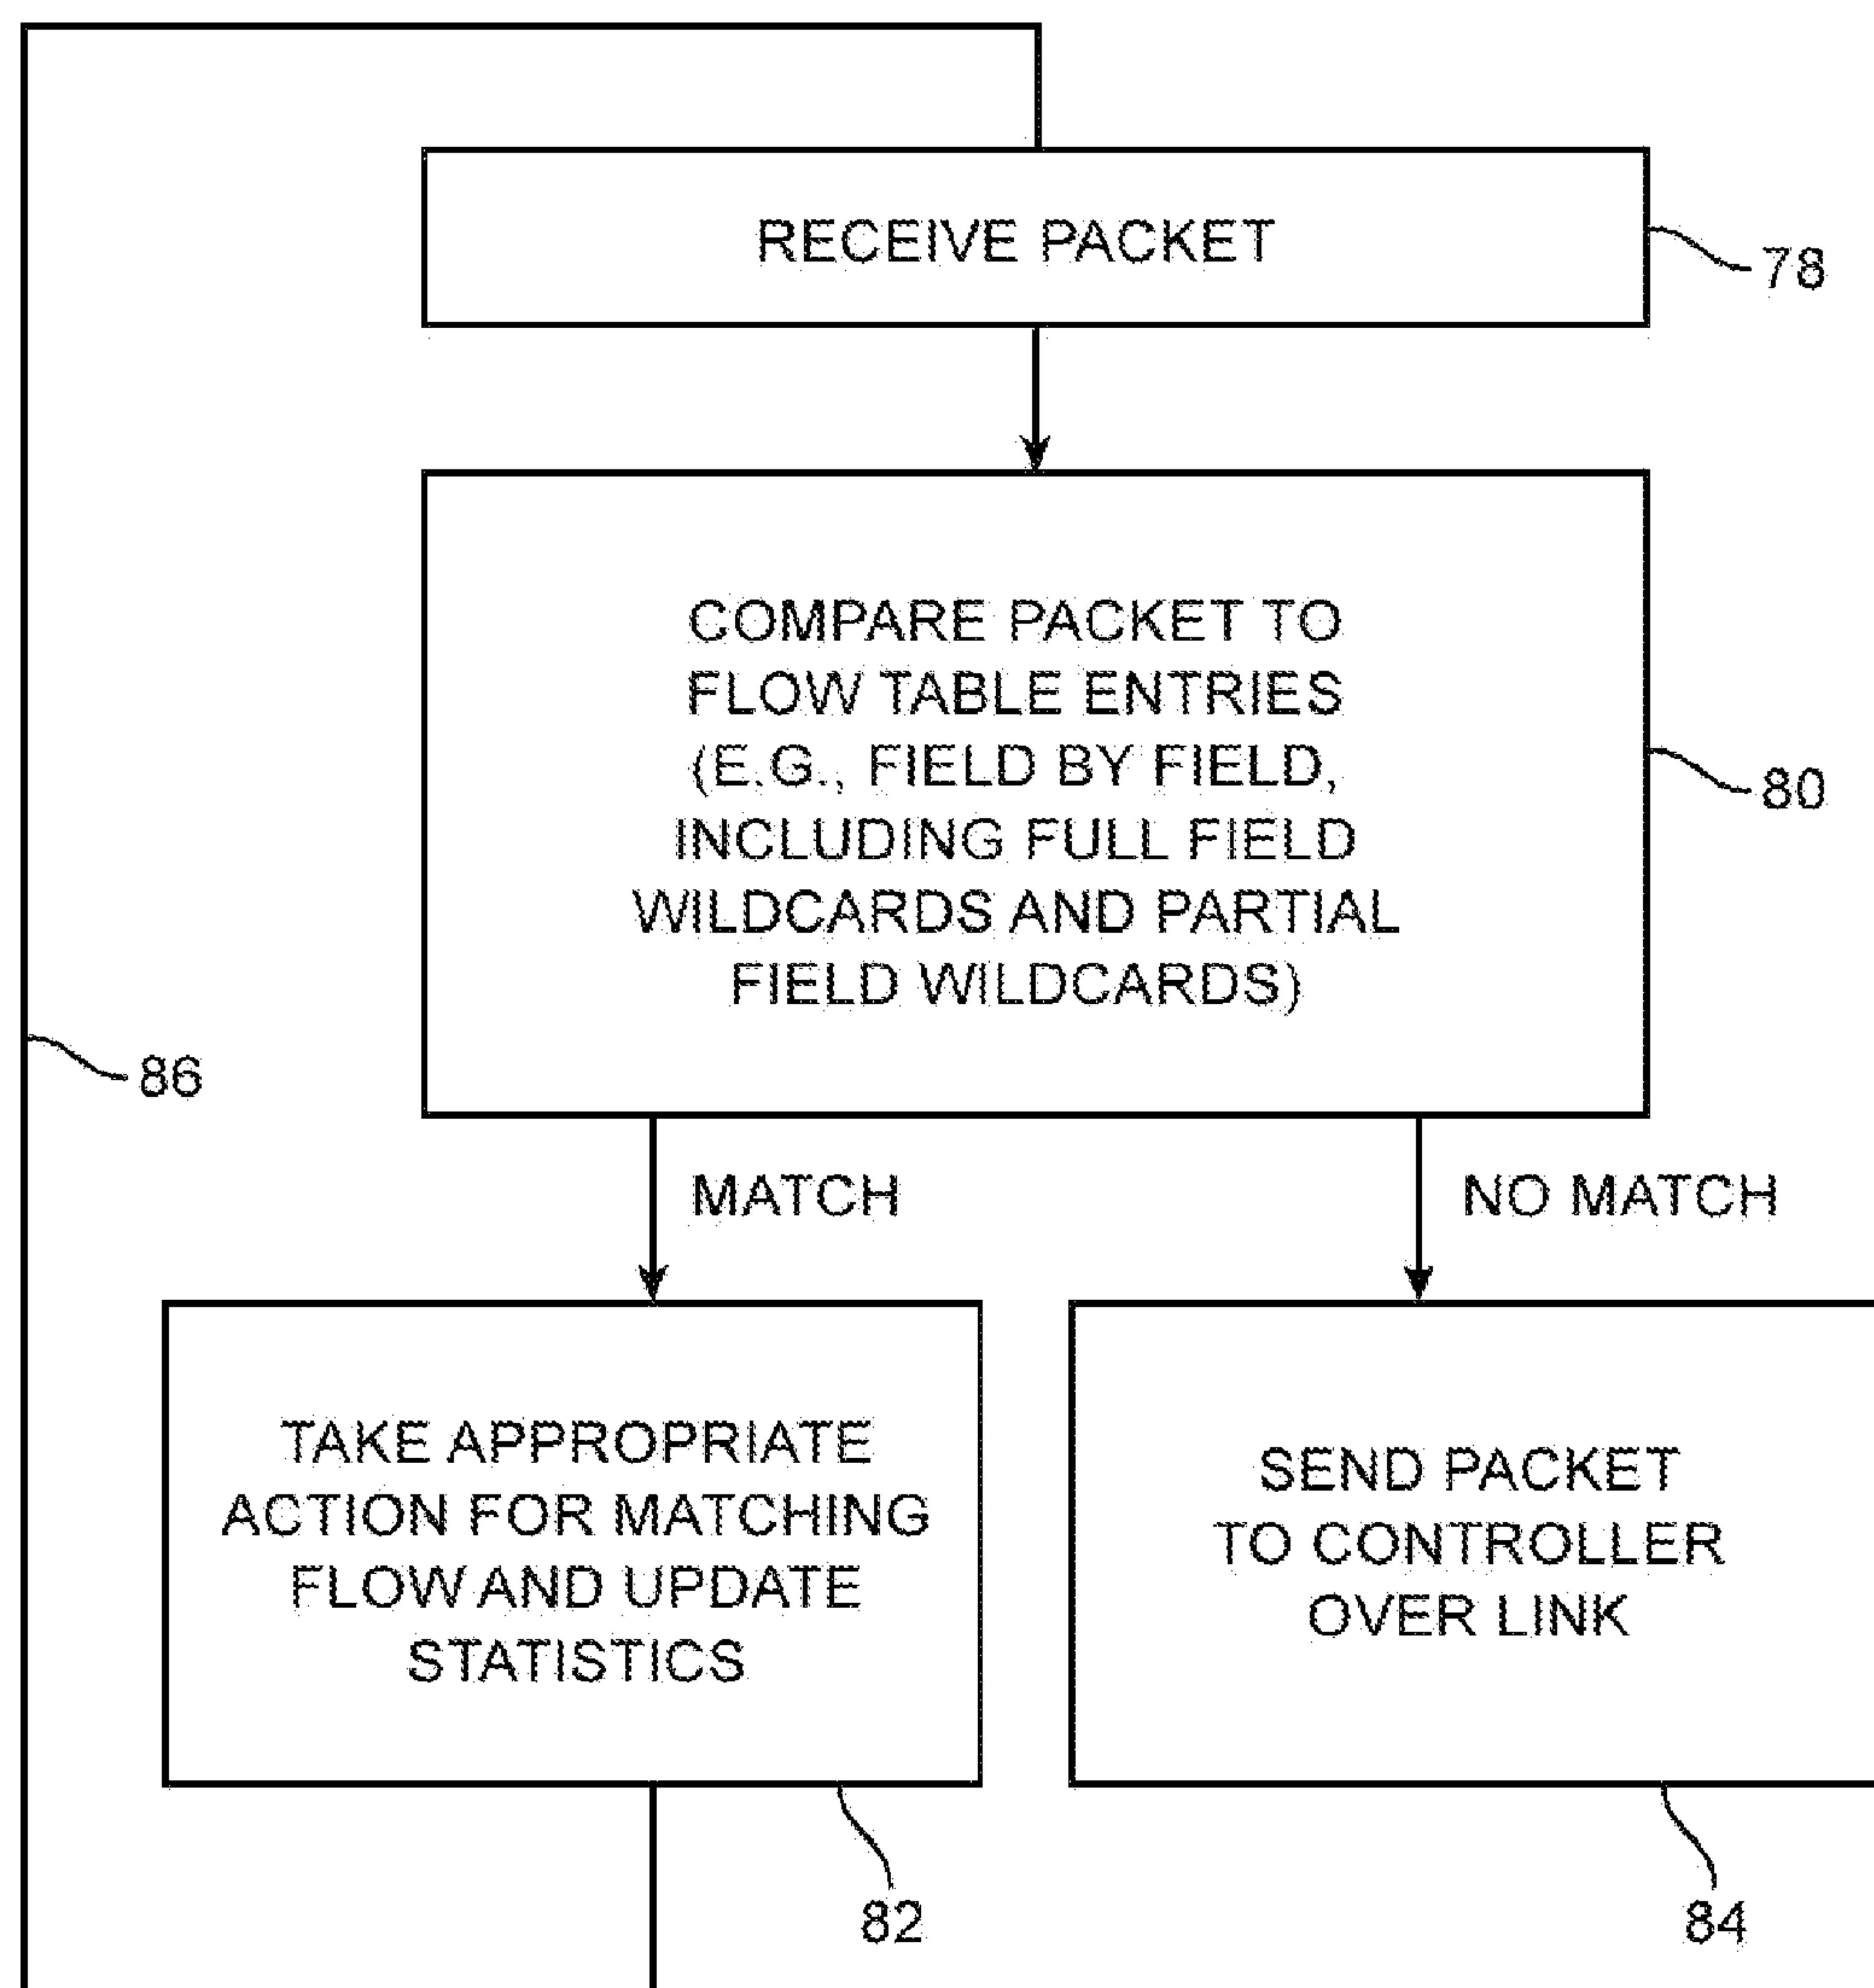 RECEIVE PACKET
78
COMPARE PACKET TO
FLOW TABLE ENTRIES
(E.G., FIELD BY FIELD,
INCLUDING FULL FIELD
WILDCARDS AND PARTIAL
FIELD WILDCARDS)
80
86
MATCH
NO MATCH
TAKE APPROPRIATE
ACTION FOR MATCHING
FLOW AND UPDATE
STATISTICS
SEND PACKET
TO CONTROLLER
OVER LINK
82
84